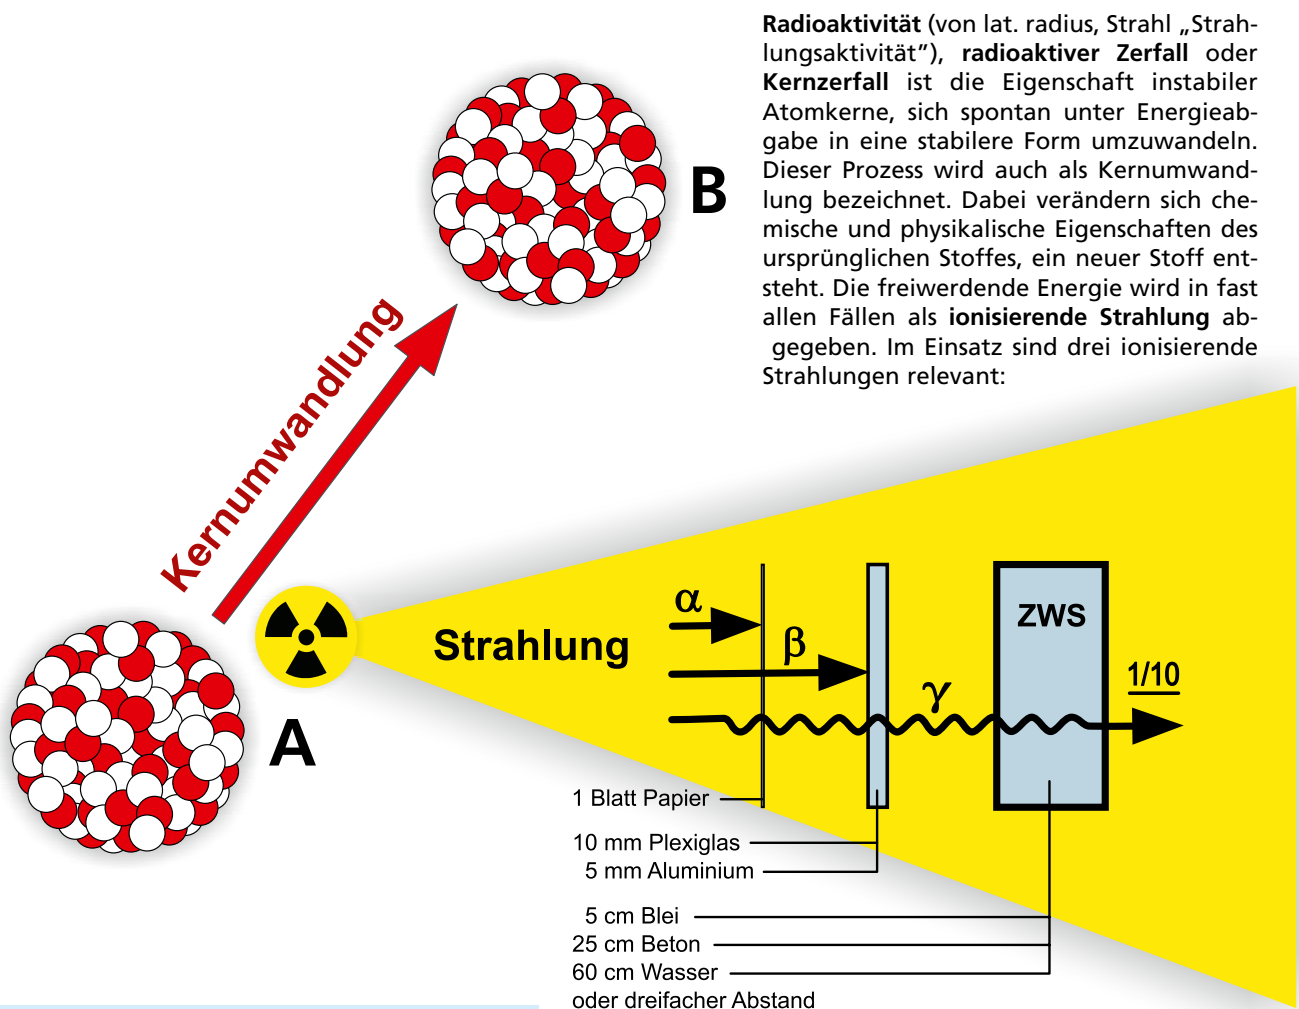 Radioaktivität (von lat. radius, Strahl „Strah-
lungsaktivität“), radioaktiver Zerfall oder
Kernzerfall ist die Eigenschaft instabiler
Atomkerne, sich spontan unter Energieab-
gabe in eine stabilere Form umzuwandeln.
Dieser Prozess wird auch als Kernumwand-
lung bezeichnet. Dabei verändern sich che-
mische und physikalische Eigenschaften des
ursprünglichen Stoffes, ein neuer Stoff ent-
steht. Die freiwerdende Energie wird in fast
allen Fällen als ionisierende Strahlung ab-
gegeben. Im Einsatz sind drei ionisierende
Strahlungen relevant:
B
Kernumwandlung
A
Strahlung
α
β
γ
ZWS
1/10
1 Blatt Papier
10 mm Plexiglas
5 mm Aluminium
5 cm Blei
25 cm Beton
60 cm Wasser
oder dreifacher Abstand